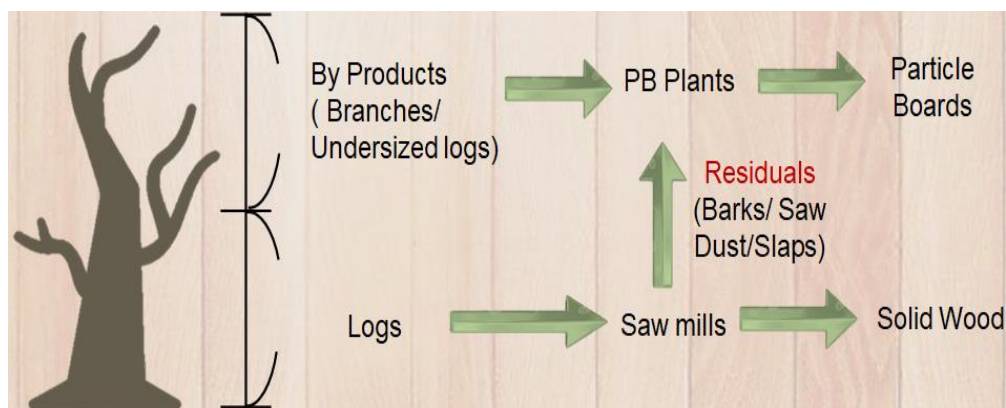 By Products
( Branches/
Undersized logs)
PB Plants
Particle
Boards
Residuals
(Barks/ Saw
Dust/Slaps)
Logs
Saw mills
Solid Wood